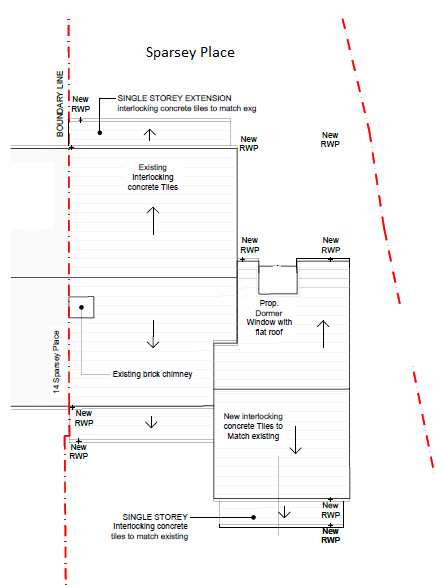 Sparsey Place
BOUNDARY LINE
New
RWP
SINGLE STOREY EXTENSION
interlocking concrete tiles to match exg
New
RWP
New
RWP
Existing
Interlocking
concrete Tiles
New
RWP
New
RWP
Prop.
Dormer
Window with
flat roof
14 Sparsey Place
Existing brick chimney
New
RWP
New interlocking
concrete Tiles to
Match existing
New
RWP
SINGLE STOREY
Interlocking concrete
tiles to match existing
New
RWP
New
RWP